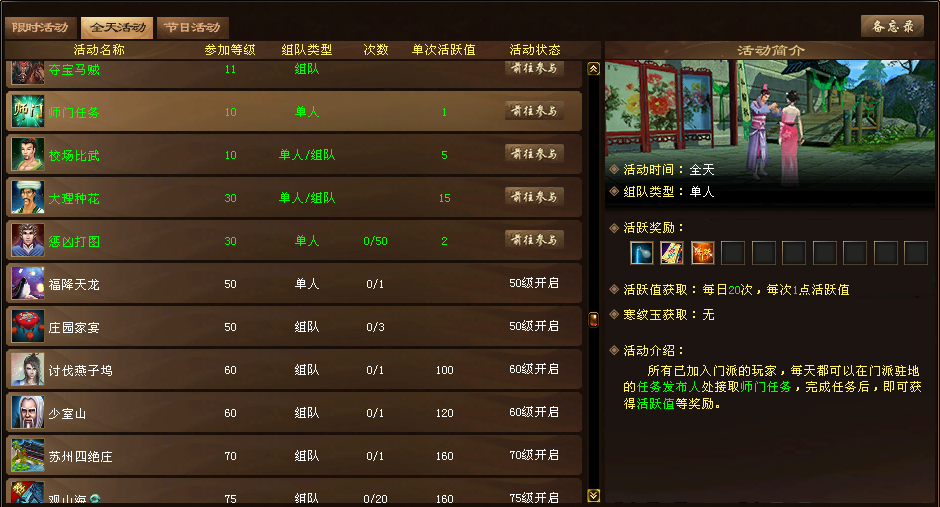 限时活动 全天活动 节日活动 备忘录
活动名称 参加等级 组队类型 次数 单次活跃值 活动状态
夺宝马贼 11 组队 前往参与
师门任务 10 单人 1 前往参与
校场比武 10 单人/组队 5 前往参与
大理种花 30 单人/组队 15 前往参与
惩凶打图 30 单人 0/50 2 前往参与
福降天龙 50 单人 0/1 50级开启
庄园家宴 50 组队 0/3 50级开启
讨伐燕子坞 60 组队 0/1 100 60级开启
少室山 60 组队 0/1 120 60级开启
苏州四绝庄 70 组队 0/1 160 70级开启
观山海 75 组队 0/20 160 75级开启
活动简介
活动时间：全天
组队类型：单人
活跃奖励：
活跃值获取：每日20次，每次1点活跃值
寒纹玉获取：无
活动介绍：
所有已加入门派的玩家，每天都可以在门派驻地
的任务发布人处接取师门任务，完成任务后，即可获
得活跃值等奖励。